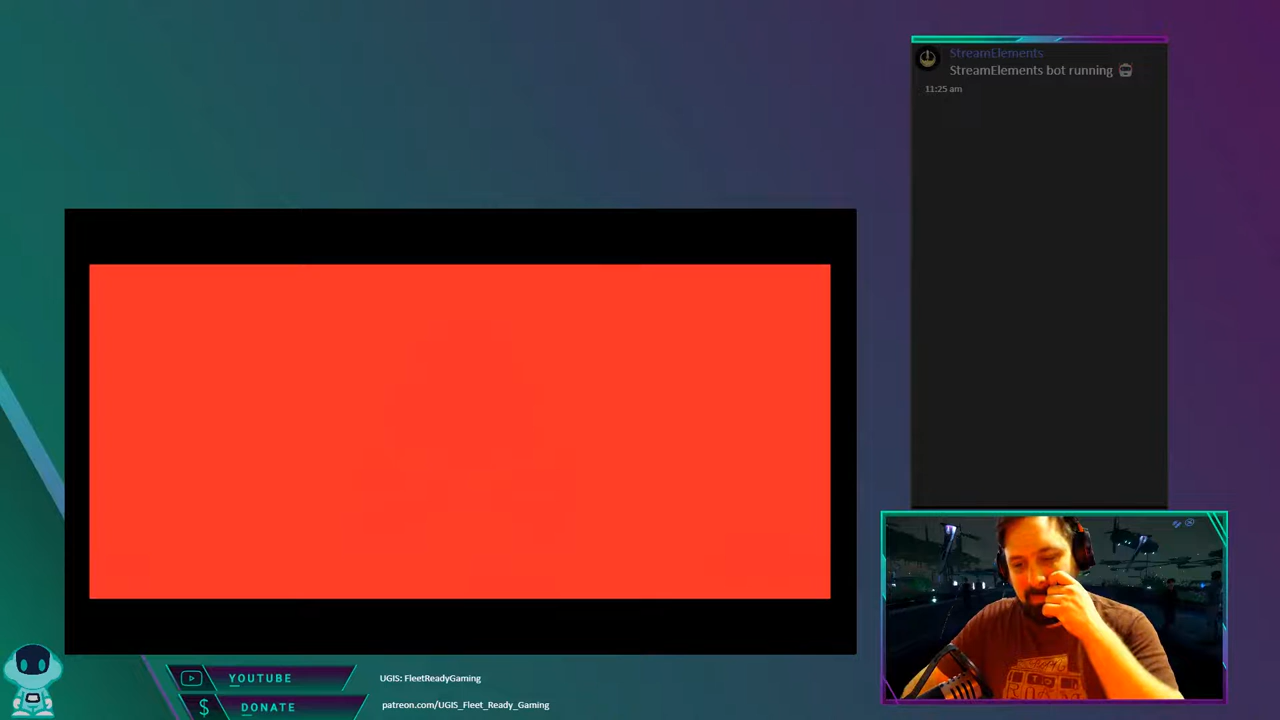 StreamElements
StreamElements bot running
11:25 am
YOUTUBE
UGIS: FleetReadyGaming
$ DONATE
patreon.com/UGIS_Fleet_Ready_Gaming